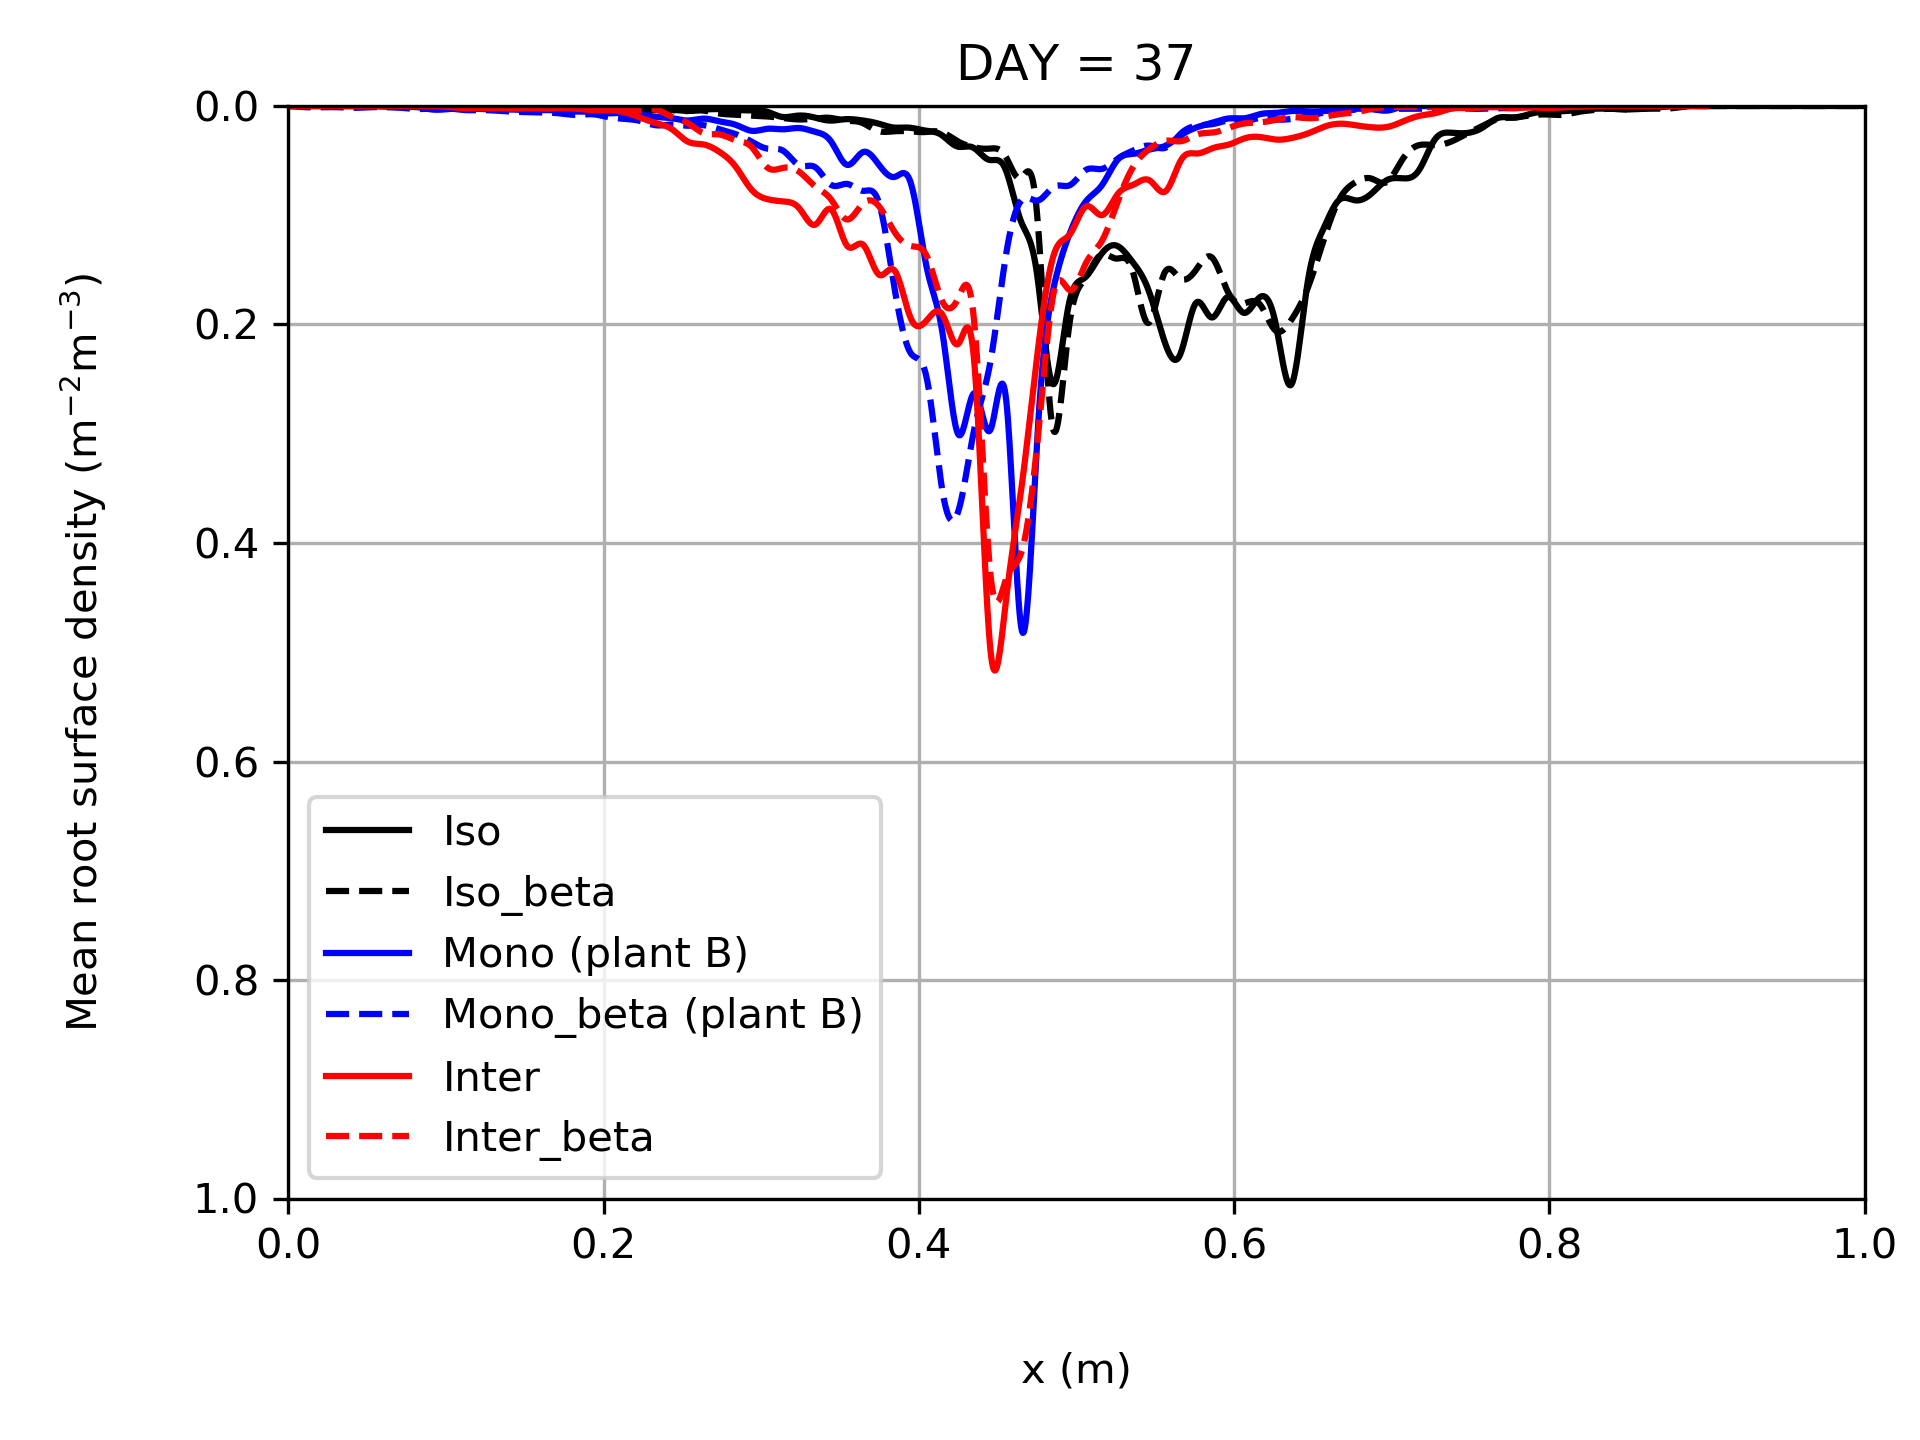 DAY = 37
0.0
0.2
0.4
0.6
0.8
1.0
Mean root surface density (m⁻²m⁻³)
Iso
Iso_beta
Mono (plant B)
Mono_beta (plant B)
Inter
Inter_beta
0.0 0.2 0.4 0.6 0.8 1.0
x (m)